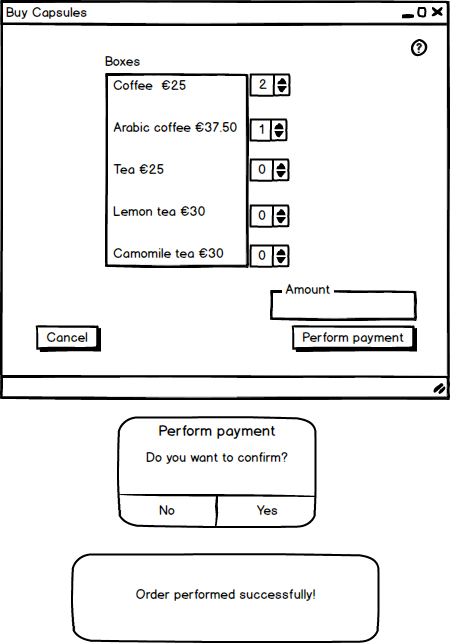 Buy Capsules
?
Boxes
Coffee €25 2
Arabic coffee €37.50 1
Tea €25 0
Lemon tea €30 0
Camomile tea €30 0
Amount
Cancel Perform payment
Perform payment
Do you want to confirm?
No Yes
Order performed successfully!